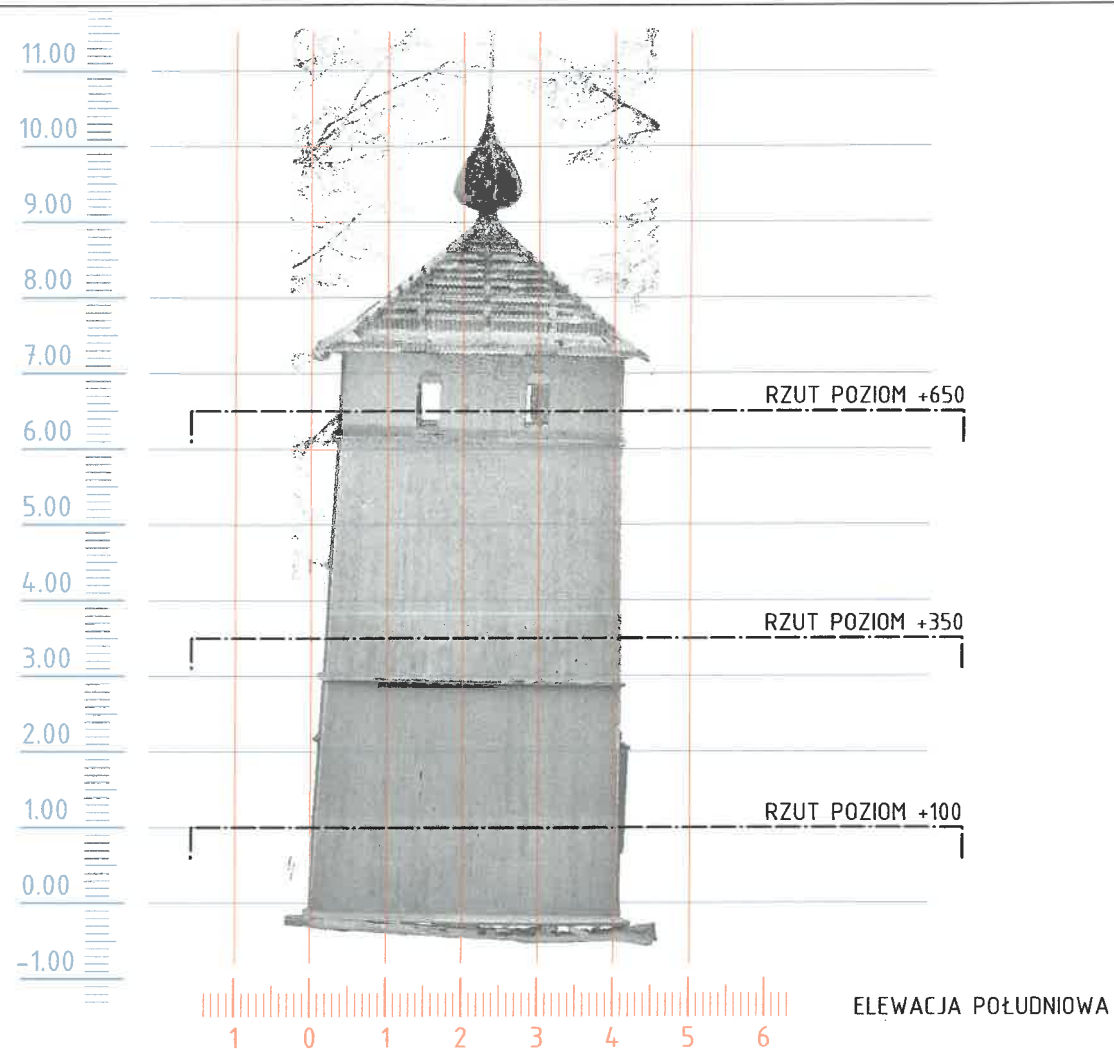 11.00
10.00
9.00
8.00
7.00
RZUT POZIOM +650
6.00
5.00
4.00
RZUT POZIOM +350
3.00
2.00
1.00
RZUT POZIOM +100
0.00
-1.00
ELEWACJA POŁUDNIOWA
1 0 1 2 3 4 5 6